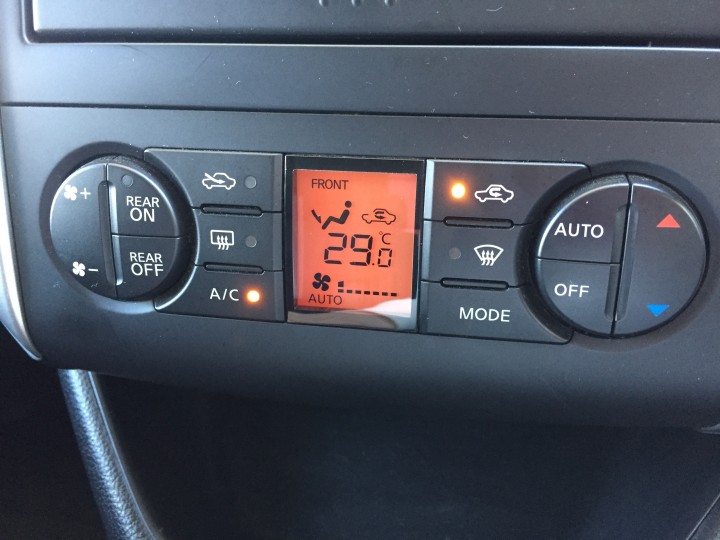 +
REAR
ON
-
REAR
OFF
A/C
FRONT
29.0 °C
AUTO
AUTO
OFF
MODE